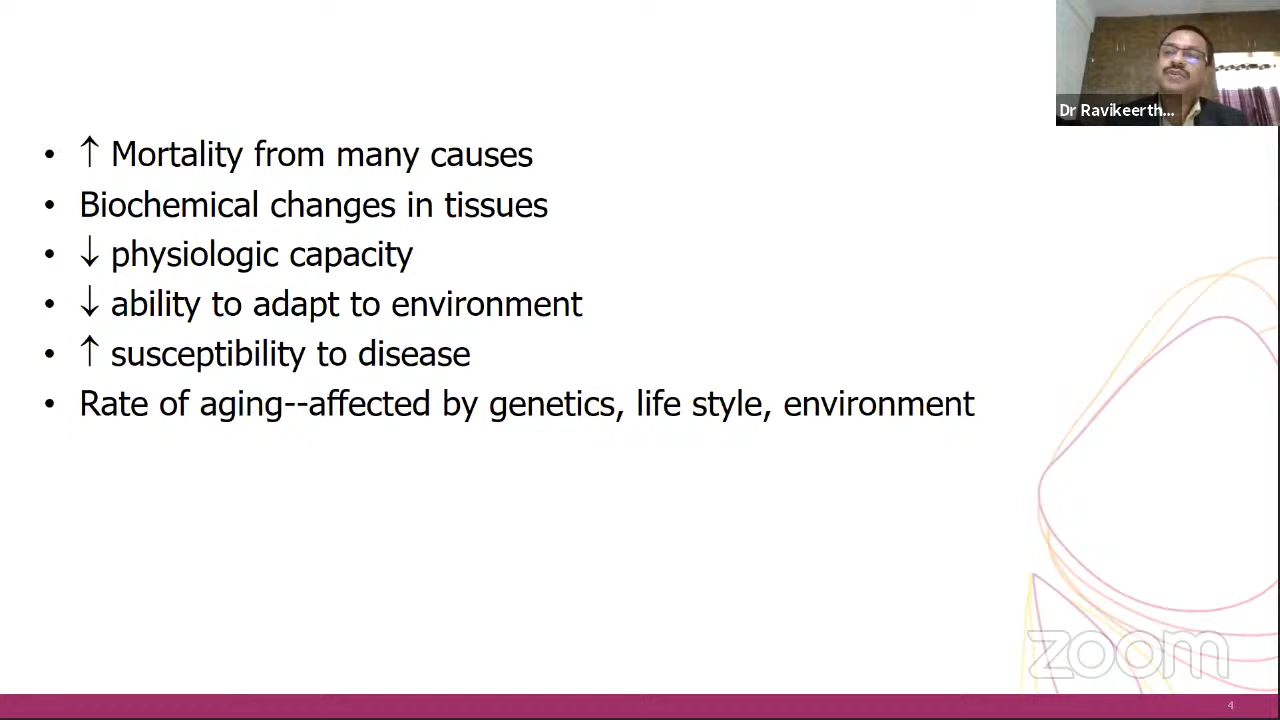 Dr Ravikeerth...
• ↑ Mortality from many causes
• Biochemical changes in tissues
• ↓ physiologic capacity
• ↓ ability to adapt to environment
• ↑ susceptibility to disease
• Rate of aging--affected by genetics, life style, environment
zoom
4